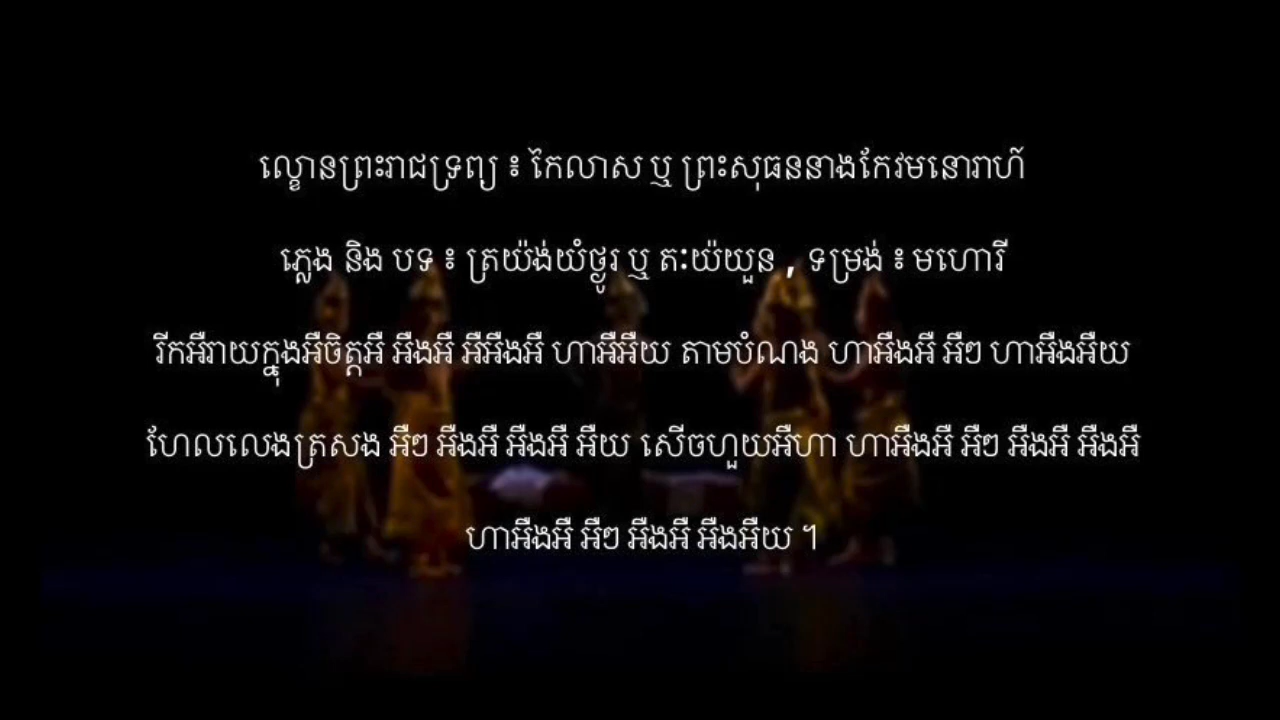 ល្ខោនព្រះរាជទ្រព្យ ៖ កៃលាស ឬ ព្រះសុធននាងកែវមនោរាហ៍
ភ្លេង និង បទ ៖ ត្រយ៉ង់យំថ្ងូរ ឬ តះយ៉យួន , ទម្រង់ ៖ មហោរី
រីកអឺរាយក្នុងអឺចិត្តអឺ អឺងអឺ អឺអឺងអឺ ហាអឺអឺយ តាមបំណង ហាអឺងអឺ អឺៗ ហាអឺងអឺយ
ហែលលេងត្រសង អឺៗ អឺងអឺ អឺងអឺ អឺយ សើចហួយអឺហា ហាអឺងអឺ អឺៗ អឺងអឺ អឺងអឺ
ហាអឺងអឺ អឺៗ អឺងអឺ អឺងអឺយ ។